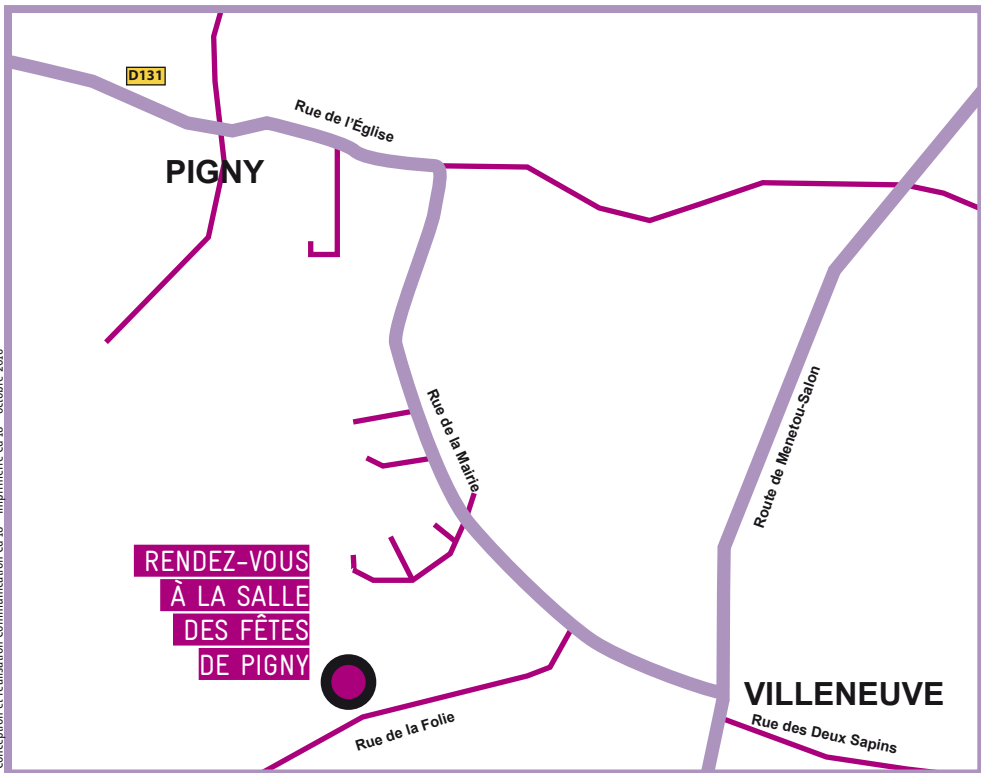 D131
Rue de l'Église
PIGNY
Rue de la Mairie
Route de Menetou-Salon
RENDEZ-VOUS
À LA SALLE
DES FÊTES
DE PIGNY
VILLENEUVE
Rue de la Folie
Rue des Deux Sapins